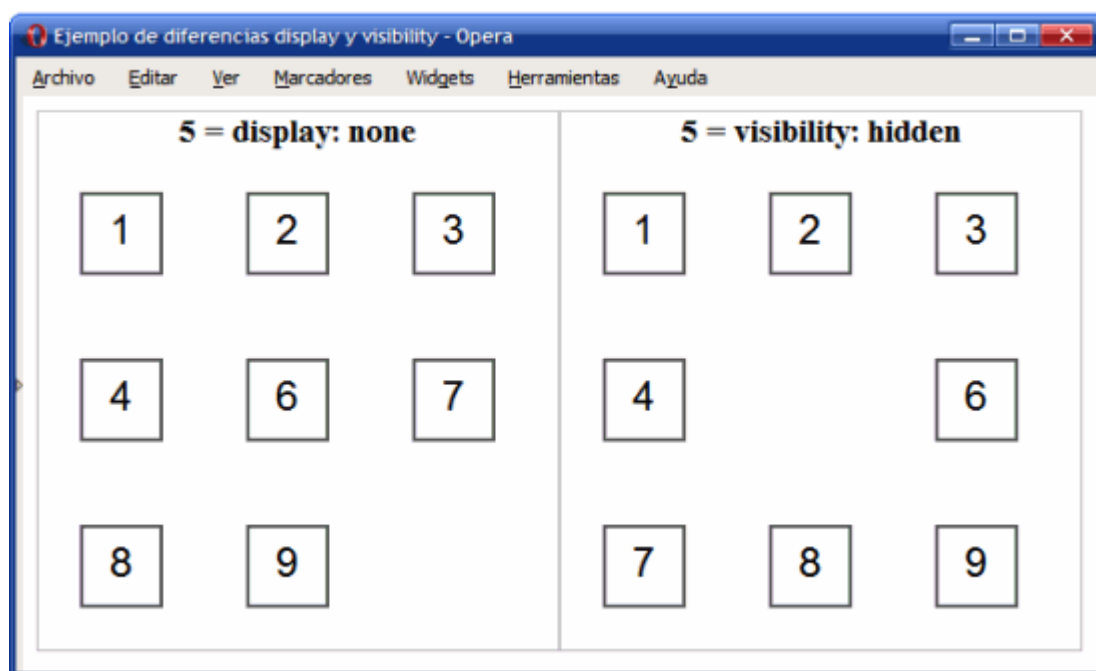 Ejemplo de diferencias display y visibility - Opera
Archivo Editar Ver Marcadores Widgets Herramientas Ayuda
5 = display: none
1 2 3
4 6 7
8 9
5 = visibility: hidden
1 2 3
4 6
7 8 9